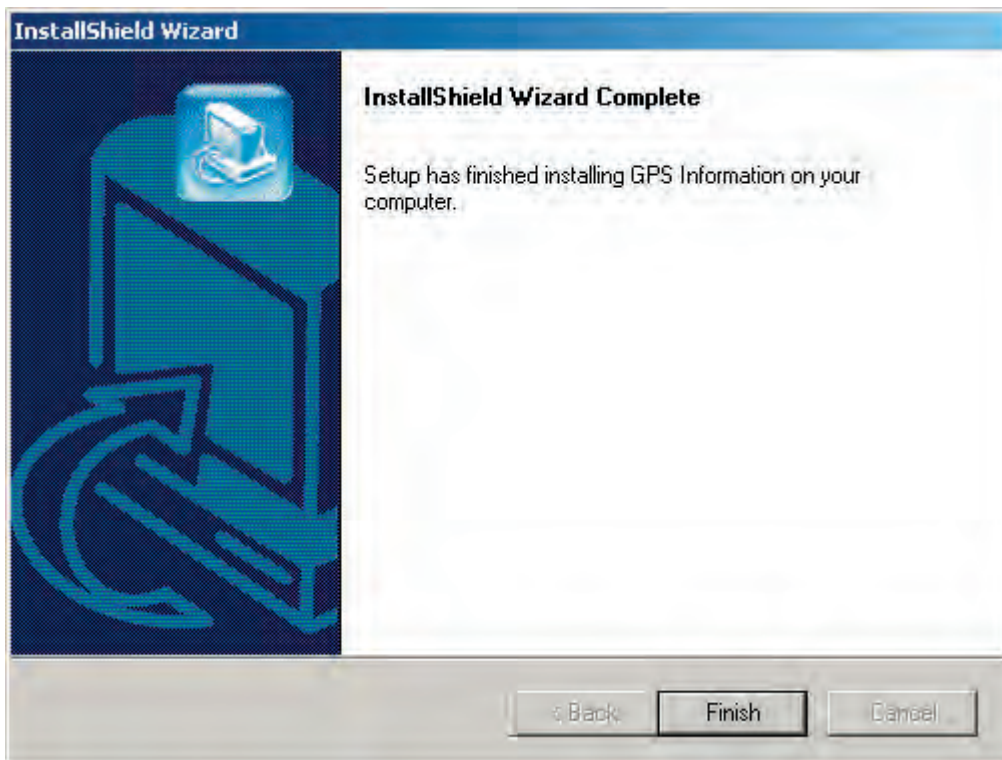 InstallShield Wizard
InstallShield Wizard Complete
Setup has finished installing GPS Information on your
computer.
< Back
Finish
Cancel